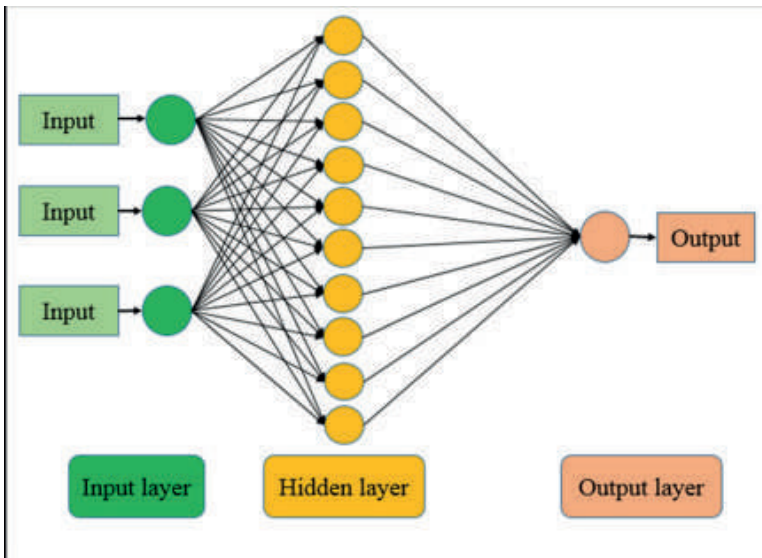 Input
Input
Input
Output
Input layer
Hidden layer
Output layer